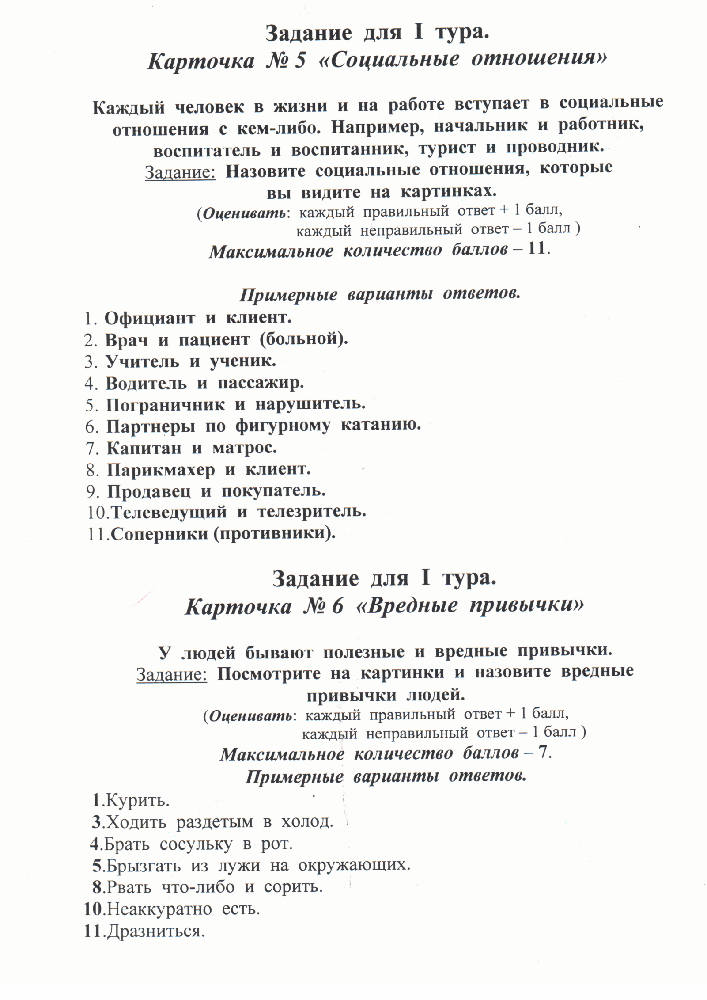 Задание для I тура.
Карточка № 5 «Социальные отношения»
Каждый человек в жизни и на работе вступает в социальные
отношения с кем-либо. Например, начальник и работник,
воспитатель и воспитанник, турист и проводник.
Задание: Назовите социальные отношения, которые
вы видите на картинках.
(Оценивать: каждый правильный ответ + 1 балл,
каждый неправильный ответ – 1 балл )
Максимальное количество баллов – 11.
Примерные варианты ответов.
1. Официант и клиент.
2. Врач и пациент (больной).
3. Учитель и ученик.
4. Водитель и пассажир.
5. Пограничник и нарушитель.
6. Партнеры по фигурному катанию.
7. Капитан и матрос.
8. Парикмахер и клиент.
9. Продавец и покупатель.
10.Телеведущий и телезритель.
11.Соперники (противники).
Задание для I тура.
Карточка № 6 «Вредные привычки»
У людей бывают полезные и вредные привычки.
Задание: Посмотрите на картинки и назовите вредные
привычки людей.
(Оценивать: каждый правильный ответ + 1 балл,
каждый неправильный ответ – 1 балл )
Максимальное количество баллов – 7.
Примерные варианты ответов.
1.Курить.
3.Ходить раздетым в холод.
4.Брать сосульку в рот.
5.Брызгать из лужи на окружающих.
8.Рвать что-либо и сорить.
10.Неаккуратно есть.
11.Дразниться.